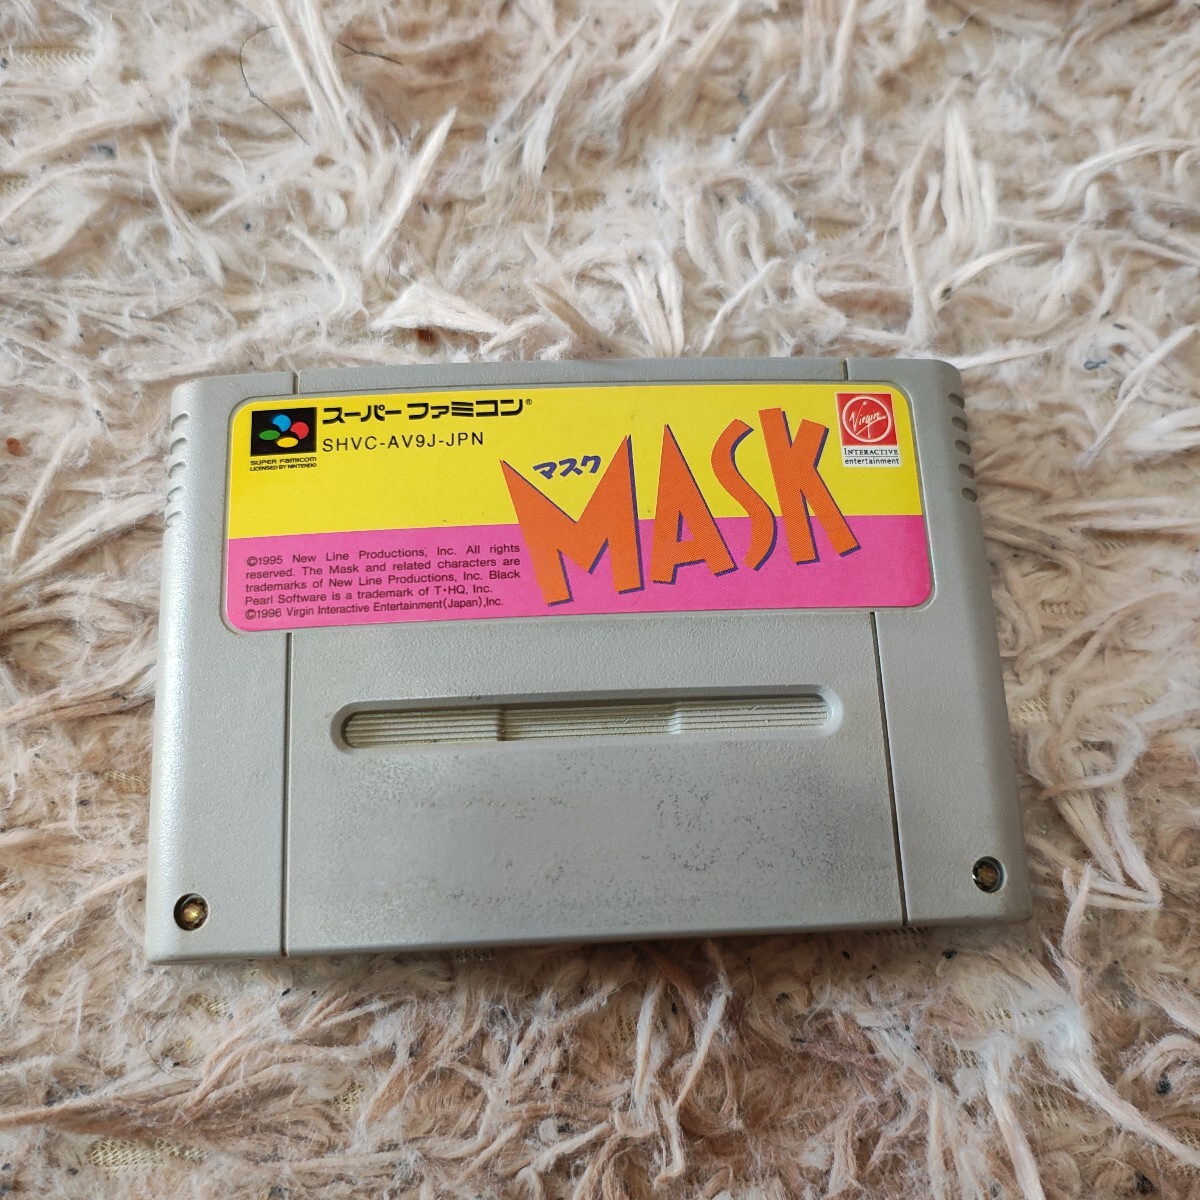 スーパーファミコン®
SUPER FAMICOM
LICENSED BY NINTENDO
SHVC-AV9J-JPN
マスク
MASK
Virgin
INTERACTIVE
entertainment
©1995 New Line Productions, Inc. All rights
reserved. The Mask and related characters are
trademarks of New Line Productions, Inc. Black
Pearl Software is a trademark of T•HQ, Inc.
©1996 Virgin Interactive Entertainment(Japan),Inc.